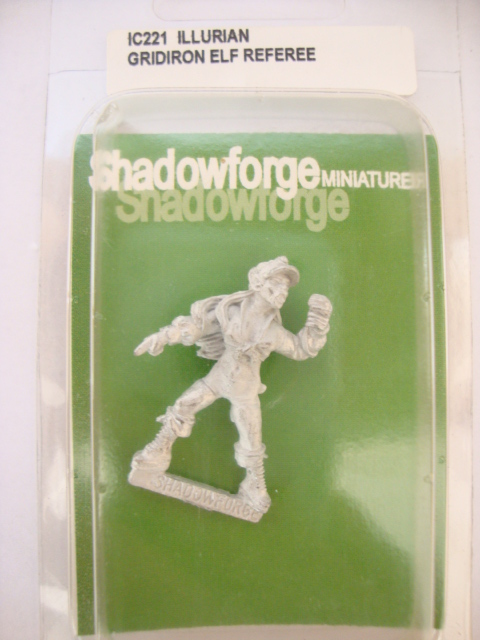 IC221 ILLURIAN
GRIDIRON ELF REFEREE
Shadowforge MINIATURES
Shadowforge
SHADOWFORGE